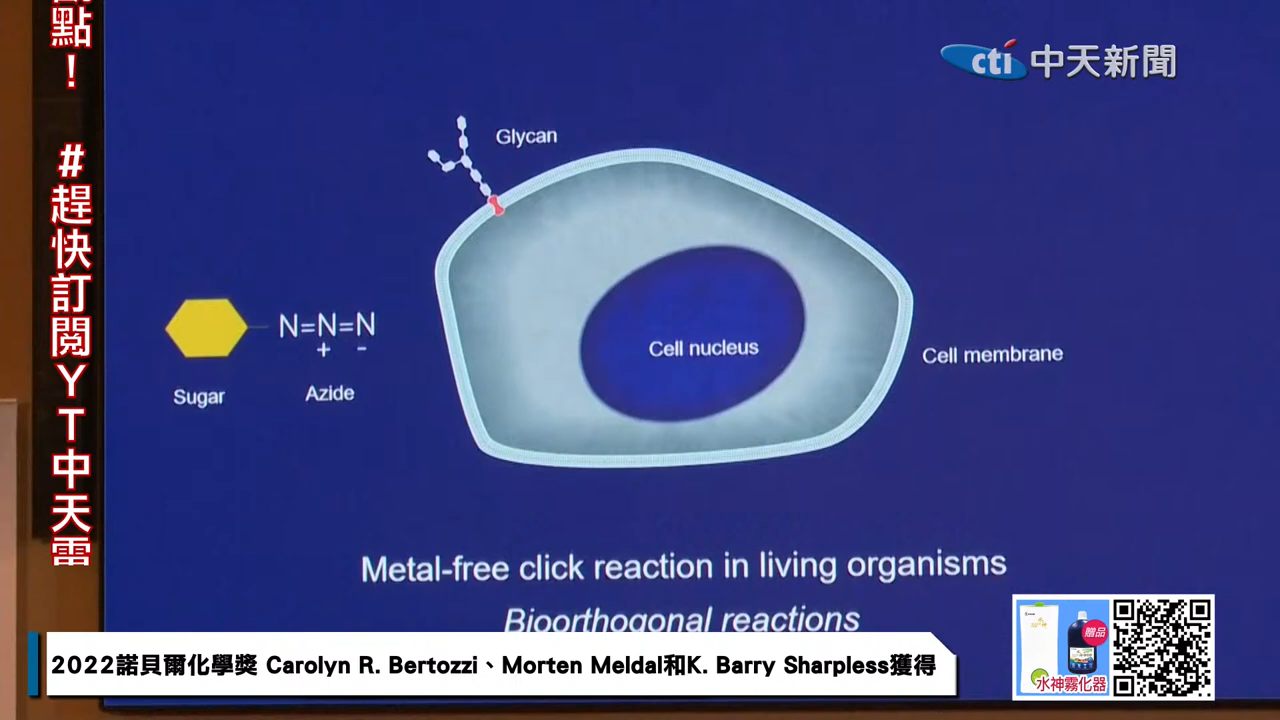 點！ #趕快訂閱YT中天雷
cti 中天新聞
Glycan
N=N=N
+ -
Sugar
Azide
Cell nucleus
Cell membrane
Metal-free click reaction in living organisms
Bioorthogonal reactions
贈品
水神霧化器
2022諾貝爾化學獎 Carolyn R. Bertozzi、Morten Meldal和K. Barry Sharpless獲得